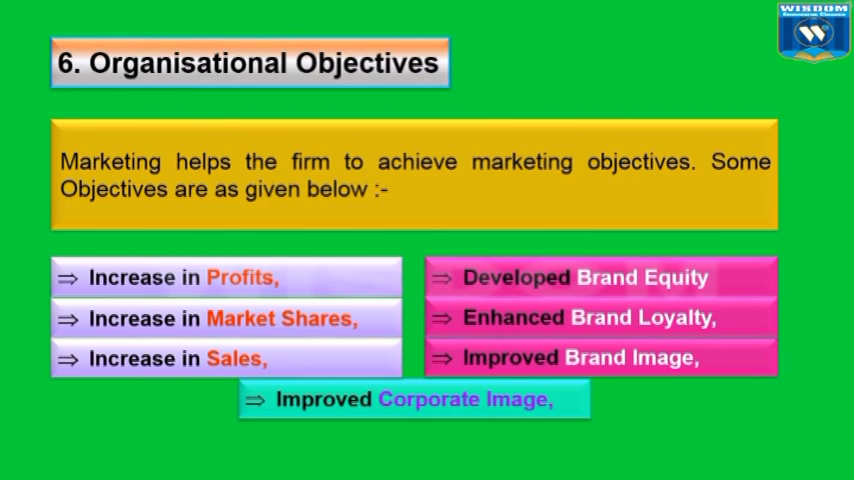 WISDOM
W
6. Organisational Objectives
Marketing helps the firm to achieve marketing objectives. Some
Objectives are as given below :-
⇒ Increase in Profits,
⇒ Increase in Market Shares,
⇒ Increase in Sales,
⇒ Developed Brand Equity
⇒ Enhanced Brand Loyalty,
⇒ Improved Brand Image,
⇒ Improved Corporate Image,